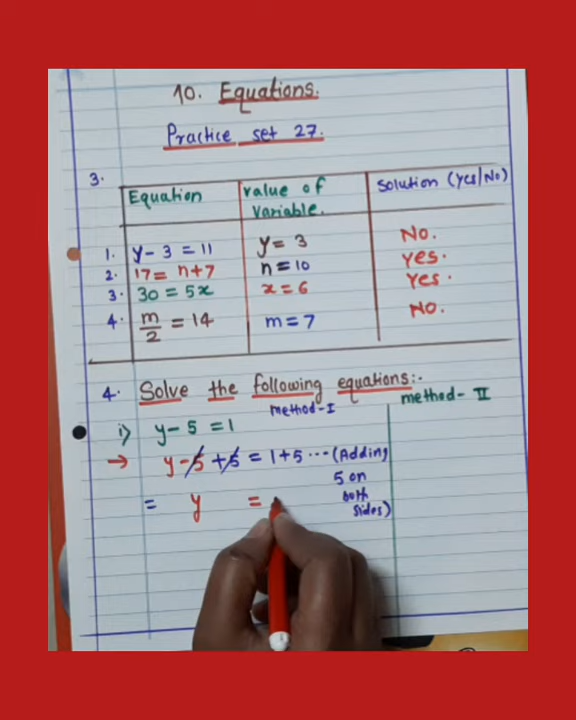 10. Equations.
Practice set 27.
3.
Equation value of variable. Solution (Yes/No)
1. y - 3 = 11 y = 3 No.
2. 17 = n+7 n = 10 Yes.
3. 30 = 5x x = 6 Yes.
4. m/2 = 14 m = 7 No.
4. Solve the following equations:-
method-I method-II
i) y - 5 = 1
→ y - 5 + 5 = 1+5 ... (Adding
5 on
both
sides)
= y =